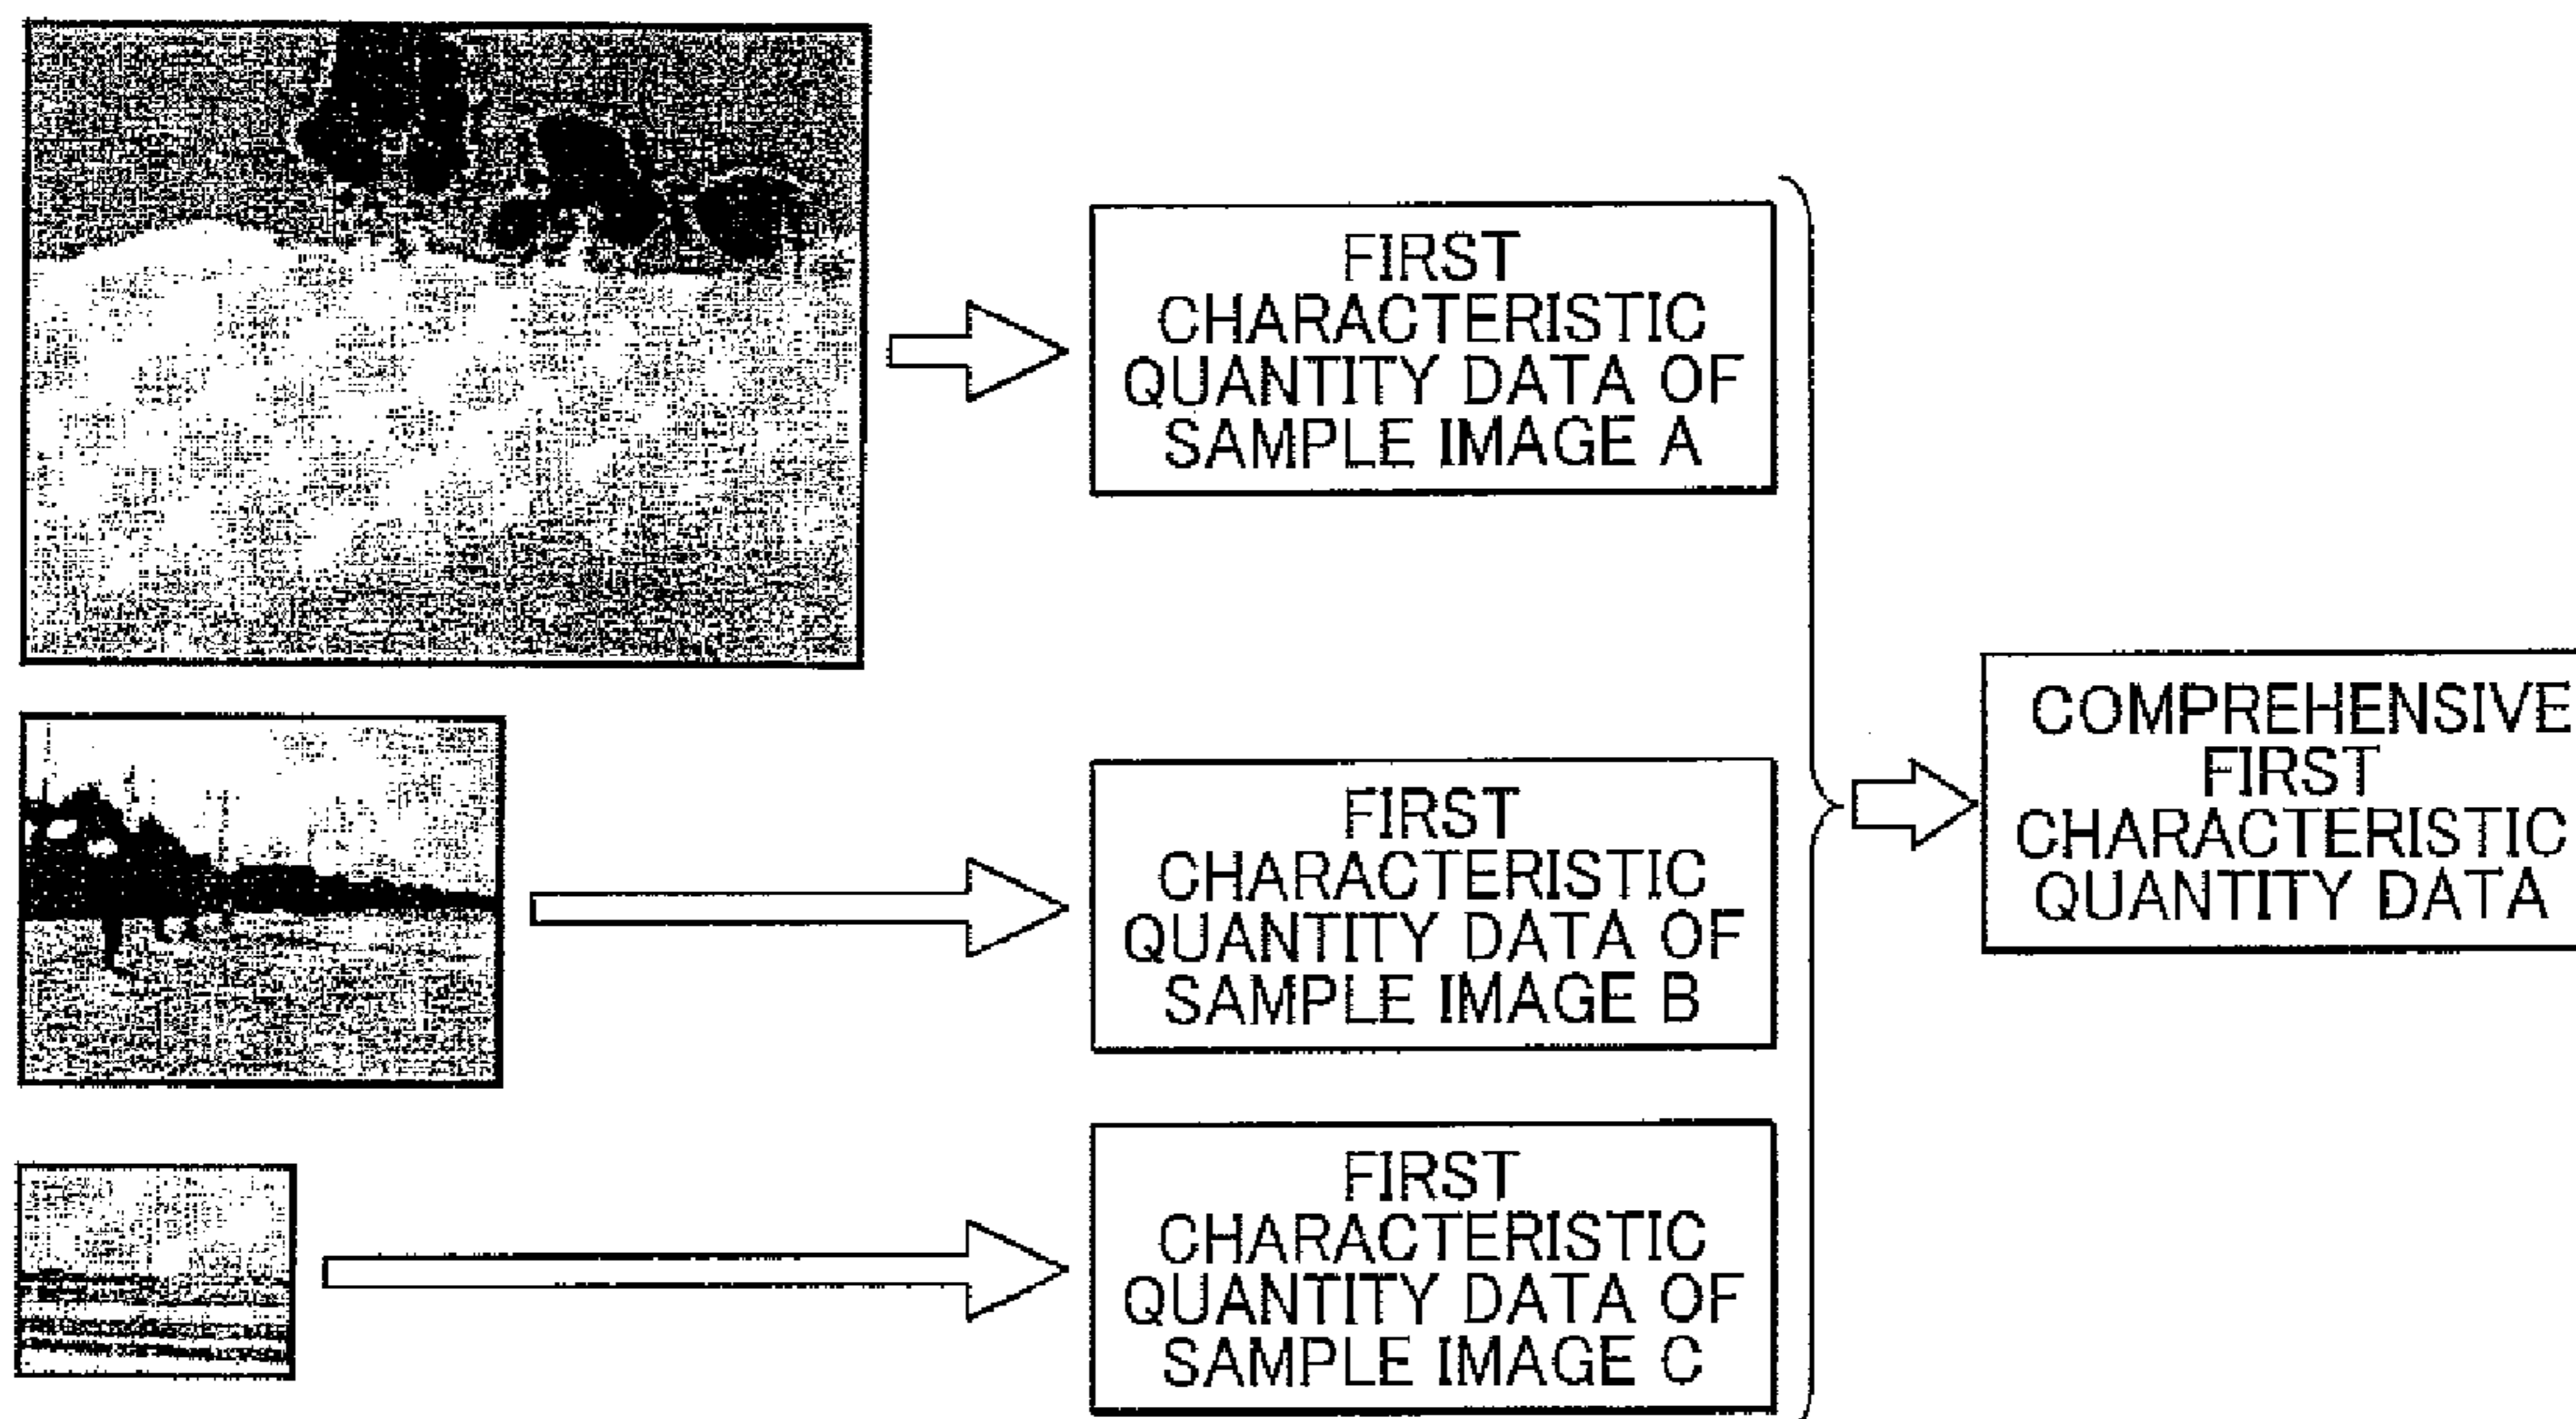 FIRST
CHARACTERISTIC
QUANTITY DATA OF
SAMPLE IMAGE A
FIRST
CHARACTERISTIC
QUANTITY DATA OF
SAMPLE IMAGE B
FIRST
CHARACTERISTIC
QUANTITY DATA OF
SAMPLE IMAGE C
COMPREHENSIVE
FIRST
CHARACTERISTIC
QUANTITY DATA